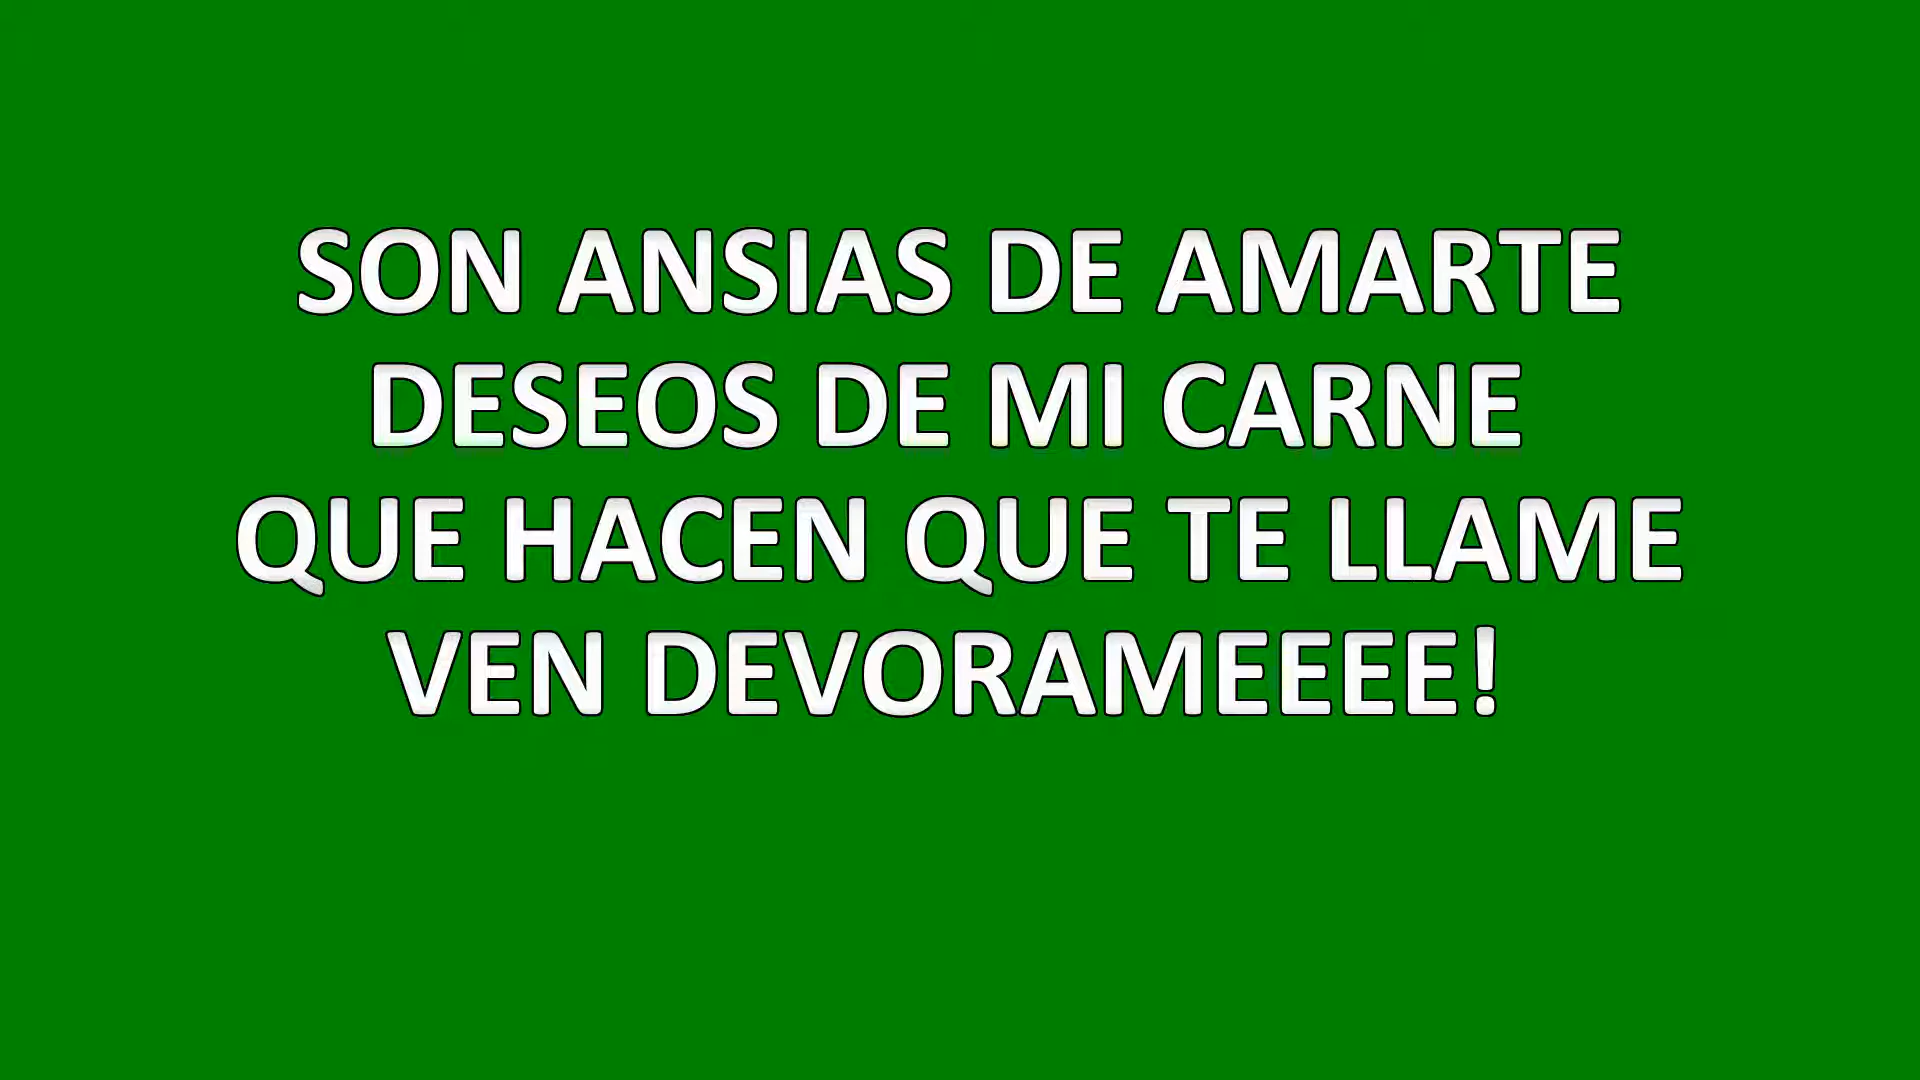 SON ANSIAS DE AMARTE
DESEOS DE MI CARNE
QUE HACEN QUE TE LLAME
VEN DEVORAMEEEE!